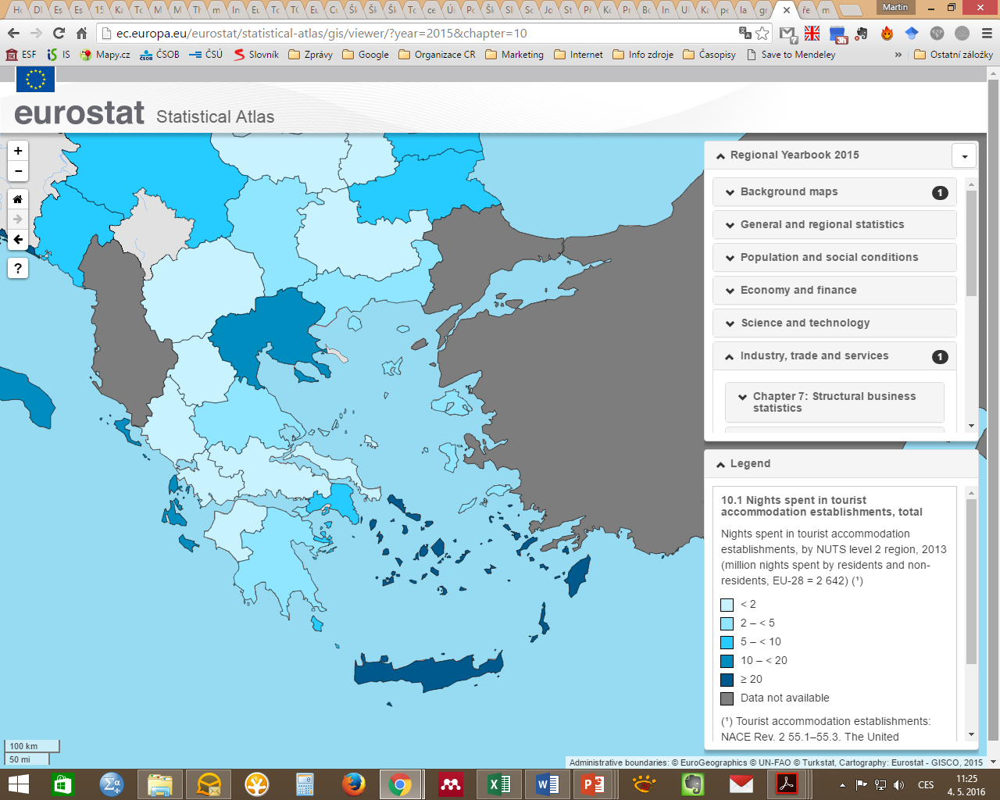 Martin
ec.europa.eu/eurostat/statistical-atlas/gis/viewer/?year=2015&chapter=10
ESF IS Mapy.cz ČSOB ČSÚ Slovník Zprávy Google Organizace CR Marketing Internet Info zdroje Časopisy Save to Mendeley » Ostatní záložky
eurostat Statistical Atlas
+
−
?
Regional Yearbook 2015
Background maps 1
General and regional statistics
Population and social conditions
Economy and finance
Science and technology
Industry, trade and services 1
Chapter 7: Structural business
statistics
Legend
10.1 Nights spent in tourist
accommodation establishments, total
Nights spent in tourist accommodation
establishments, by NUTS level 2 region, 2013
(million nights spent by residents and non-
residents, EU-28 = 2 642) (¹)
< 2
2 – < 5
5 – < 10
10 – < 20
≥ 20
Data not available
(¹) Tourist accommodation establishments:
NACE Rev. 2 55.1–55.3. The United
100 km
50 mi
Administrative boundaries: © EuroGeographics © UN-FAO © Turkstat, Cartography: Eurostat - GISCO, 2015
CES
11:25
4. 5. 2016